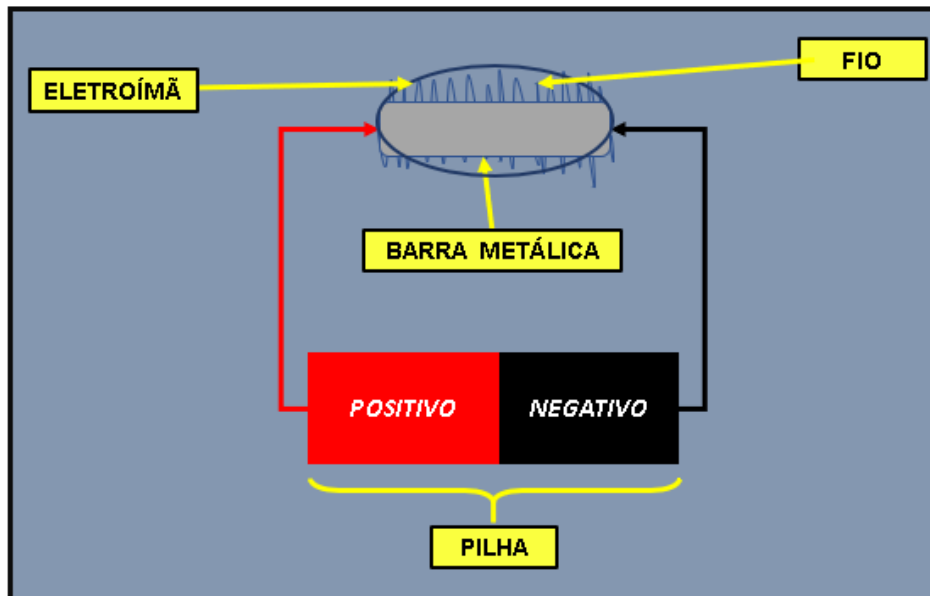 ELETROÍMÃ
FIO
BARRA METÁLICA
POSITIVO
NEGATIVO
PILHA